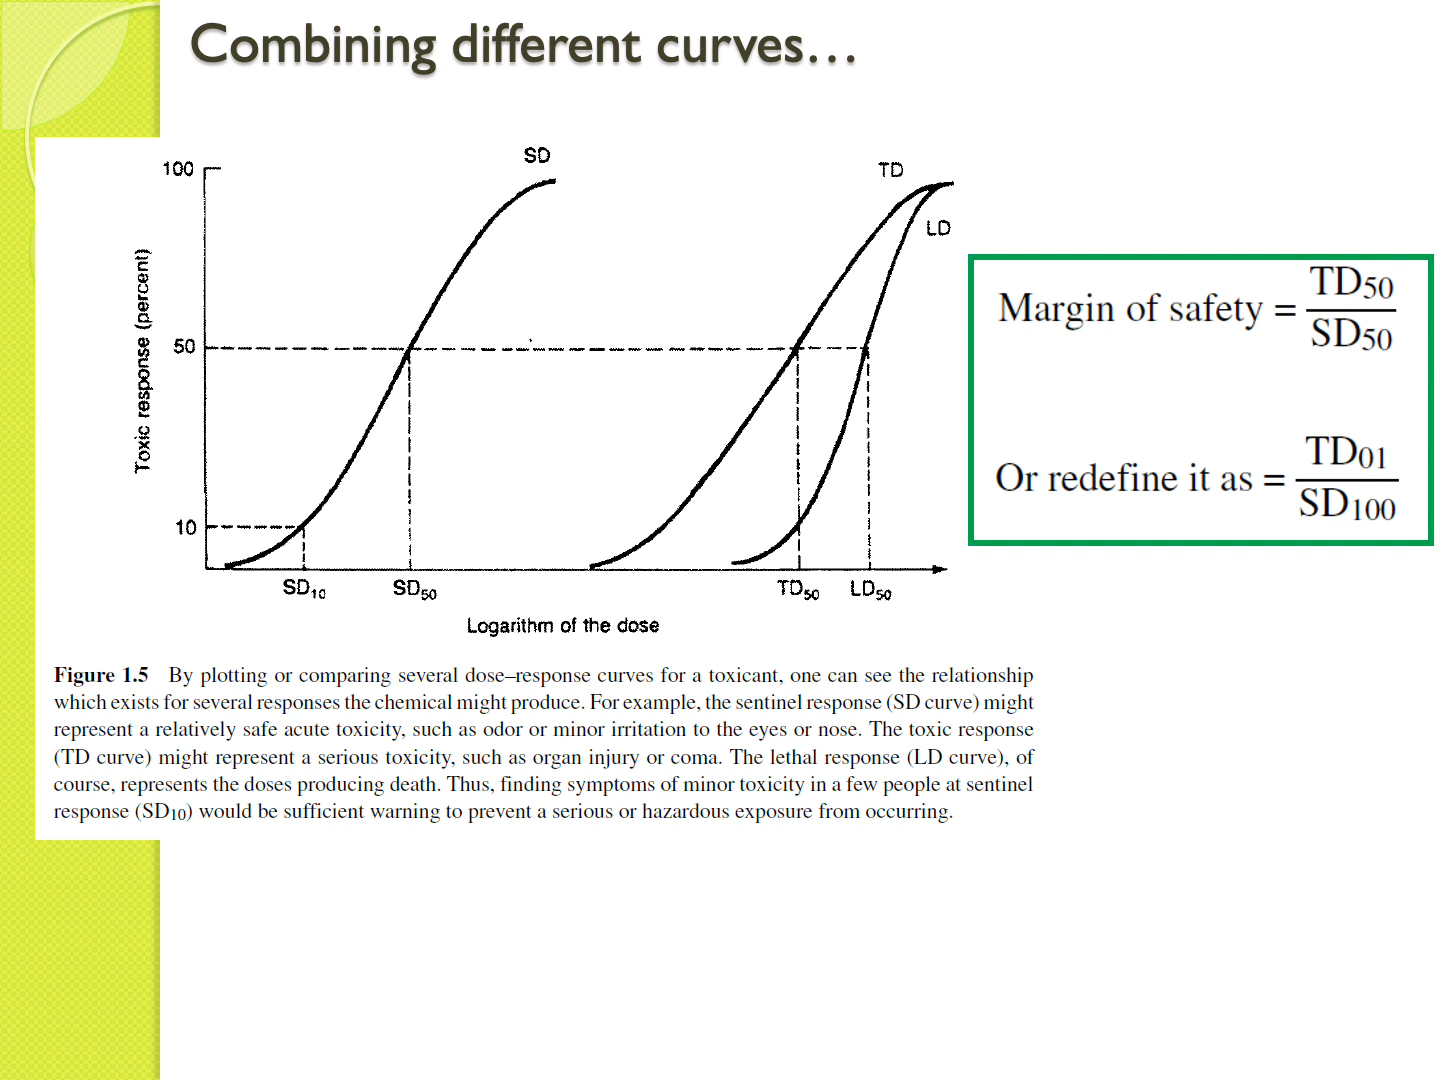 Combining different curves…
SD
TD
LD
100
50
10
Toxic response (percent)
SD10
SD50
TD50
LD50
Logarithm of the dose
Margin of safety = TD50
SD50
Or redefine it as = TD01
SD100
Figure 1.5 By plotting or comparing several dose–response curves for a toxicant, one can see the relationship
which exists for several responses the chemical might produce. For example, the sentinel response (SD curve) might
represent a relatively safe acute toxicity, such as odor or minor irritation to the eyes or nose. The toxic response
(TD curve) might represent a serious toxicity, such as organ injury or coma. The lethal response (LD curve), of
course, represents the doses producing death. Thus, finding symptoms of minor toxicity in a few people at sentinel
response (SD10) would be sufficient warning to prevent a serious or hazardous exposure from occurring.